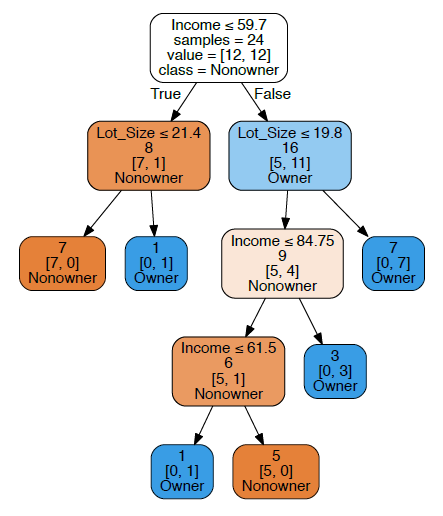 Income ≤ 59.7
samples = 24
value = [12, 12]
class = Nonowner
True
False
Lot_Size ≤ 21.4
8
[7, 1]
Nonowner
Lot_Size ≤ 19.8
16
[5, 11]
Owner
7
[7, 0]
Nonowner
1
[0, 1]
Owner
Income ≤ 84.75
9
[5, 4]
Nonowner
7
[0, 7]
Owner
Income ≤ 61.5
6
[5, 1]
Nonowner
3
[0, 3]
Owner
1
[0, 1]
Owner
5
[5, 0]
Nonowner